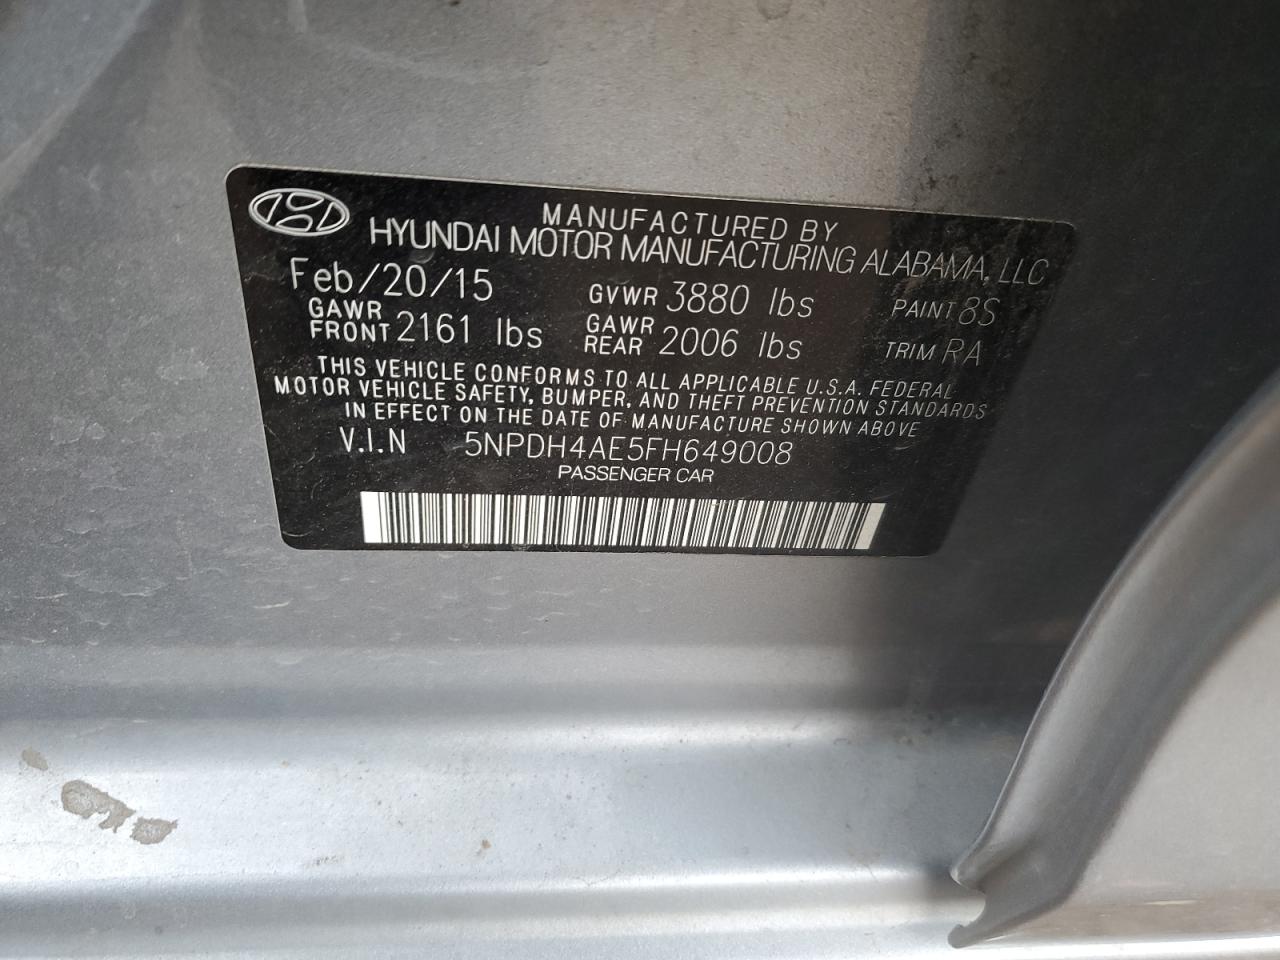 MANUFACTURED BY
HYUNDAI MOTOR MANUFACTURING ALABAMA, LLC
Feb/20/15 GVWR 3880 lbs PAINT 8S
GAWR FRONT 2161 lbs GAWR REAR 2006 lbs TRIM RA
THIS VEHICLE CONFORMS TO ALL APPLICABLE U.S.A. FEDERAL
MOTOR VEHICLE SAFETY, BUMPER, AND THEFT PREVENTION STANDARDS
IN EFFECT ON THE DATE OF MANUFACTURE SHOWN ABOVE
V.I.N 5NPDH4AE5FH649008
PASSENGER CAR